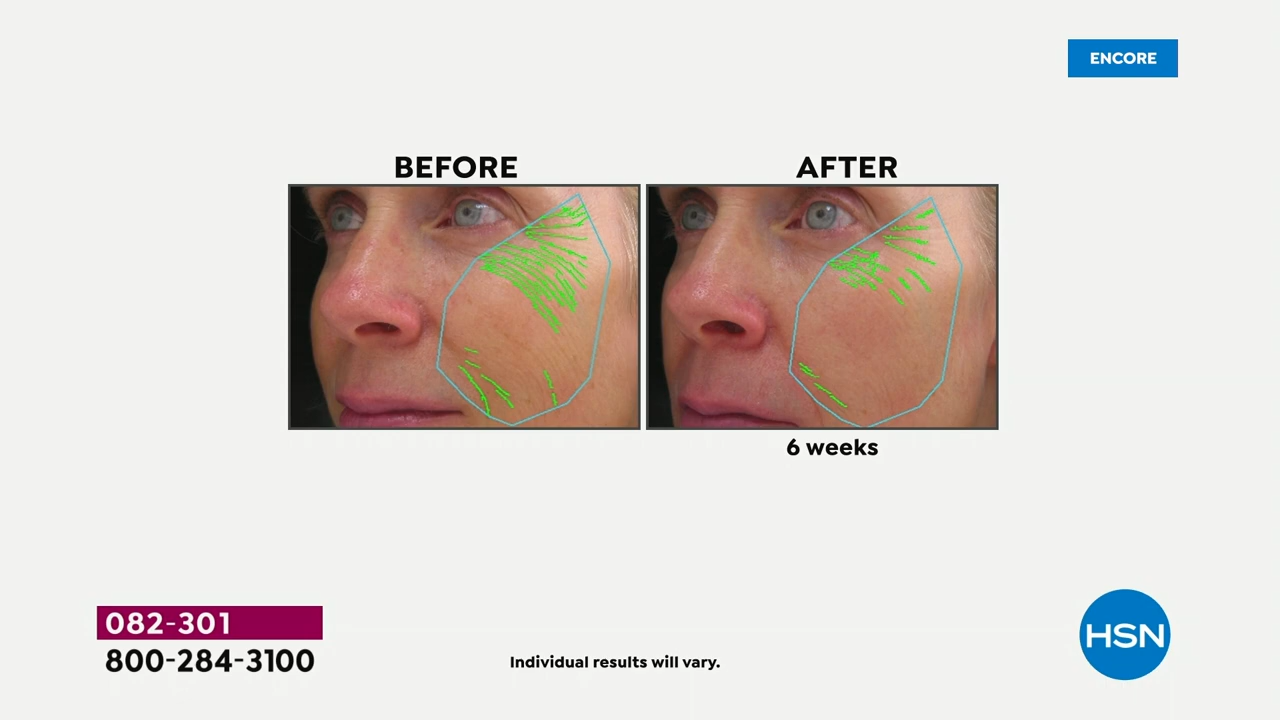 ENCORE
BEFORE
AFTER
6 weeks
082-301
800-284-3100
Individual results will vary.
HSN